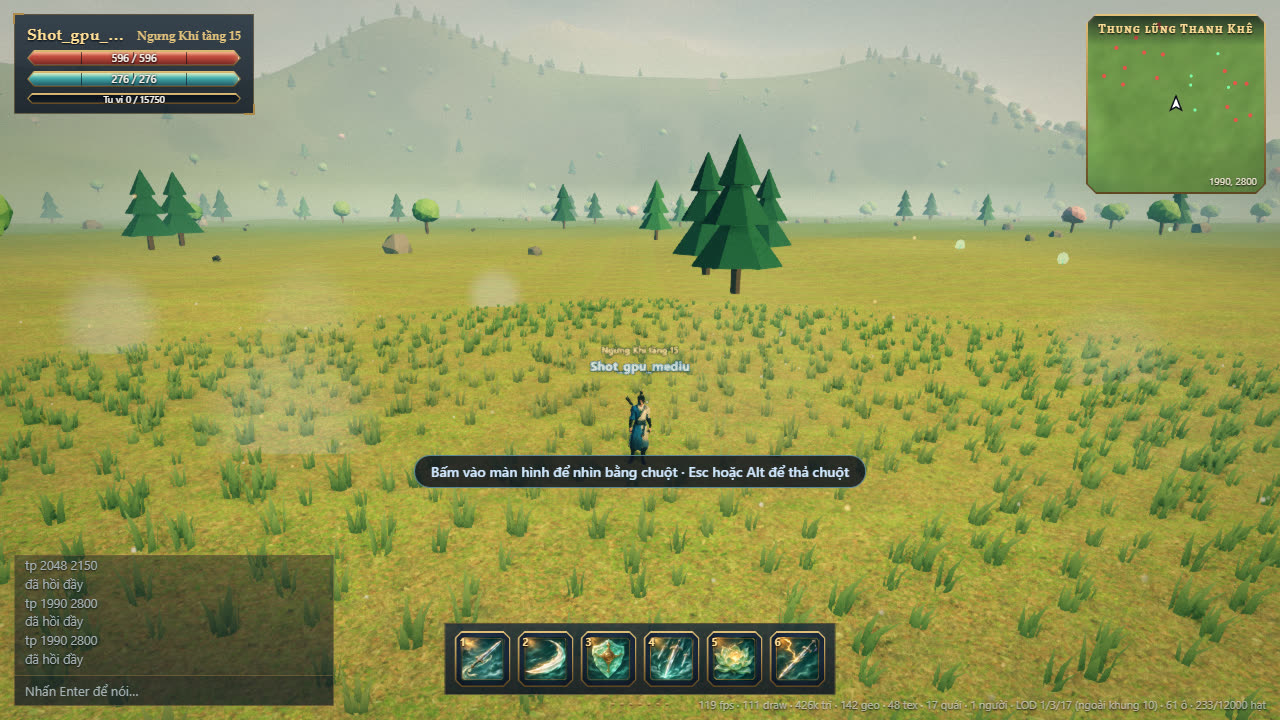 Shot_gpu_... Ngưng Khí tầng 15
596 / 596
276 / 276
Tu vi 0 / 15750
Thung lũng Thanh Khê
1990, 2800
Ngưng Khí tầng 15
Shot_gpu_mediu
Bấm vào màn hình để nhìn bằng chuột · Esc hoặc Alt để thả chuột
tp 2048 2150
đã hồi đầy
tp 1990 2800
đã hồi đầy
tp 1990 2800
đã hồi đầy
Nhấn Enter để nói...
1 2 3 4 5 6
119 fps · 111 draw · 426k tri · 142 geo · 48 tex · 17 quái · 1 người · LOD 1/3/17 (ngoài khung 10) · 61 ô · 233/12000 hạt